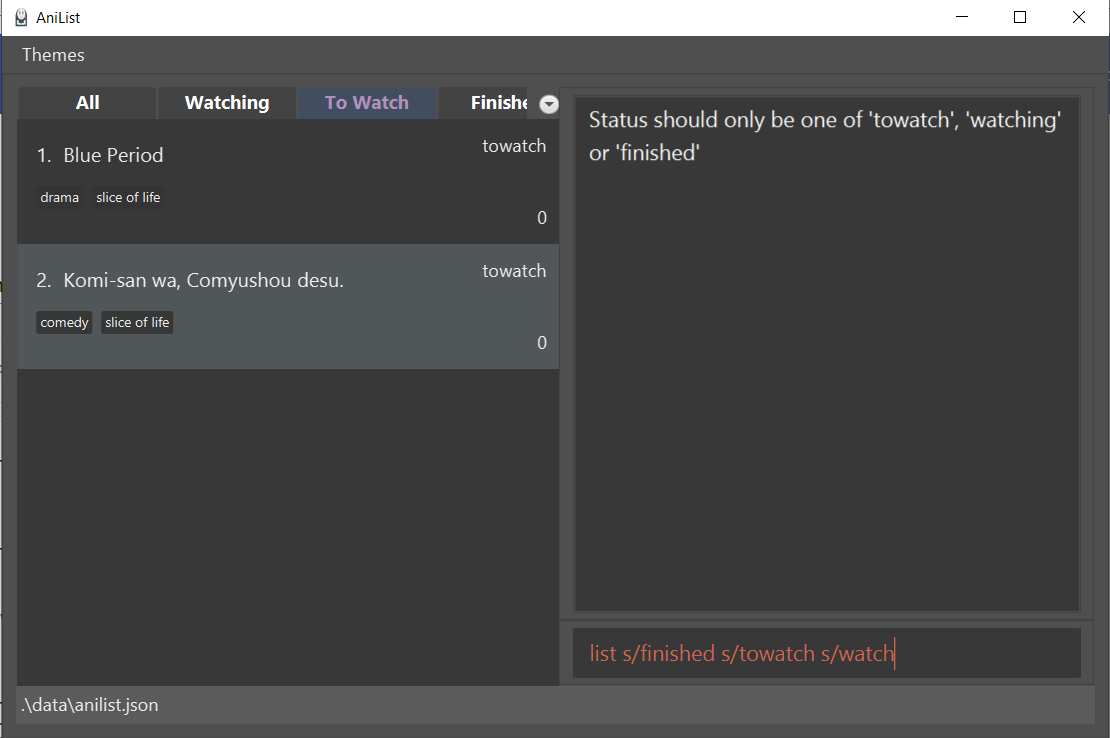 AniList
Themes
All
Watching
To Watch
Finishe
1. Blue Period
towatch
drama
slice of life
0
2. Komi-san wa, Comyushou desu.
towatch
comedy
slice of life
0
Status should only be one of 'towatch', 'watching'
or 'finished'
list s/finished s/towatch s/watch
.\data\anilist.json